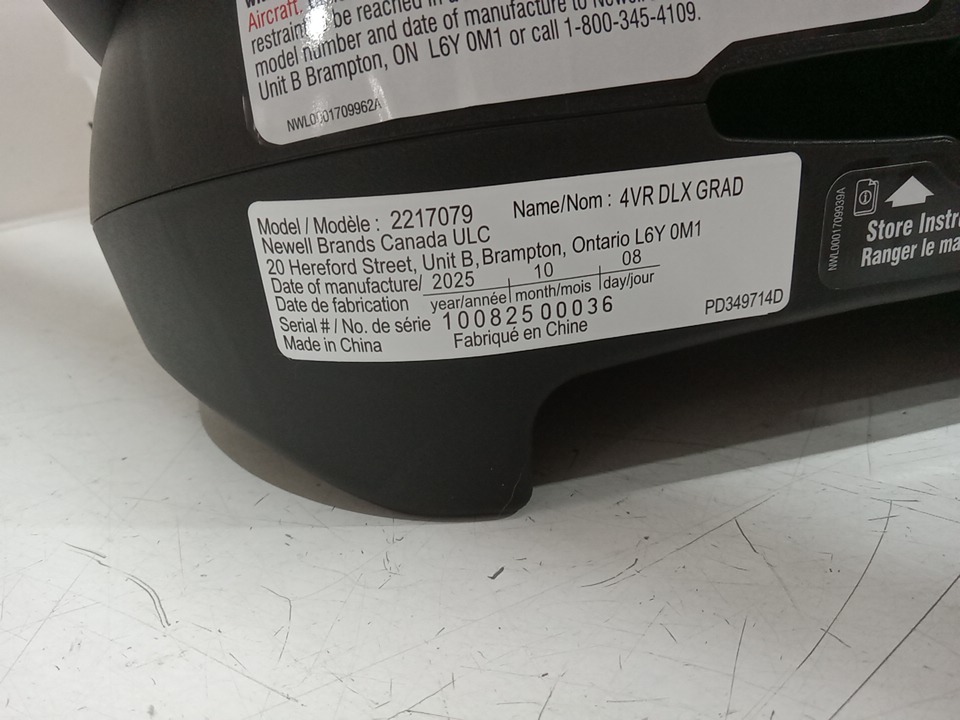 Aircraft.
restraint be reached in a
model number and date of manufacture to Newell
Unit B Brampton, ON L6Y 0M1 or call 1-800-345-4109.
NWL0001709962A
Model / Modèle : 2217079 Name/Nom : 4VR DLX GRAD
Newell Brands Canada ULC
20 Hereford Street, Unit B, Brampton, Ontario L6Y 0M1
Date of manufacture/ 2025 10 08
Date de fabrication year/année month/mois day/jour
Serial # / No. de série 10082500036
Made in China Fabriqué en Chine PD349714D
NWL0001709939A
Store Instr
Ranger le ma